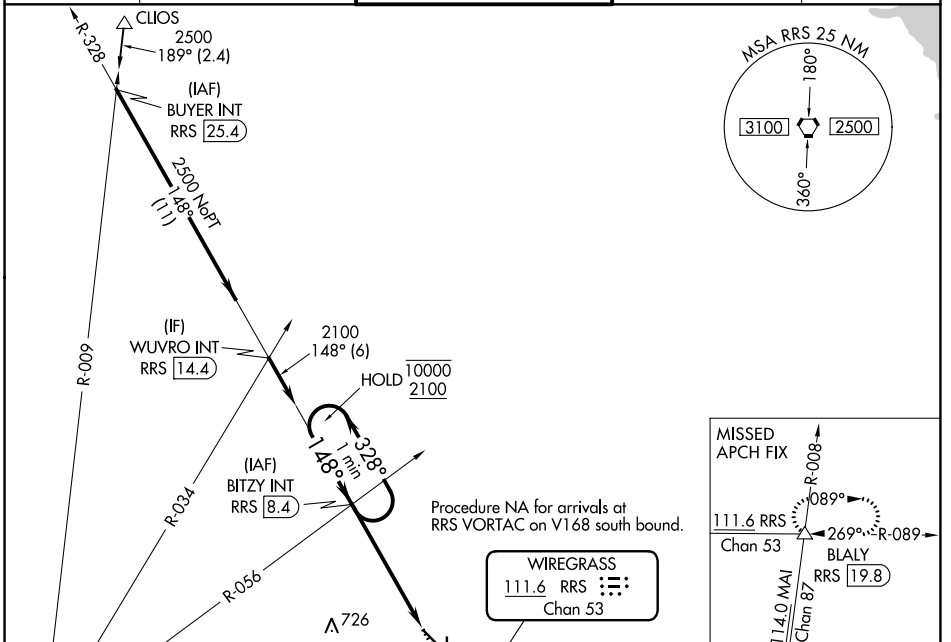 R-328
CLIOS
2500
189° (2.4)
(IAF)
BUYER INT
RRS 25.4
2500 NoPT
148°
(11)
R-009
(IF)
WUVRO INT
RRS 14.4
2100
148° (6)
HOLD 10000
2100
148°
1 min
328°
(IAF)
BITZY INT
RRS 8.4
R-034
R-056
726
Procedure NA for arrivals at
RRS VORTAC on V168 south bound.
WIREGRASS
111.6 RRS
Chan 53
MSA RRS 25 NM
180°
3100
2500
360°
MISSED
APCH FIX
R-008
089°
111.6 RRS
Chan 53
269°
R-089
BLALY
RRS 19.8
114.0 MAI
Chan 87